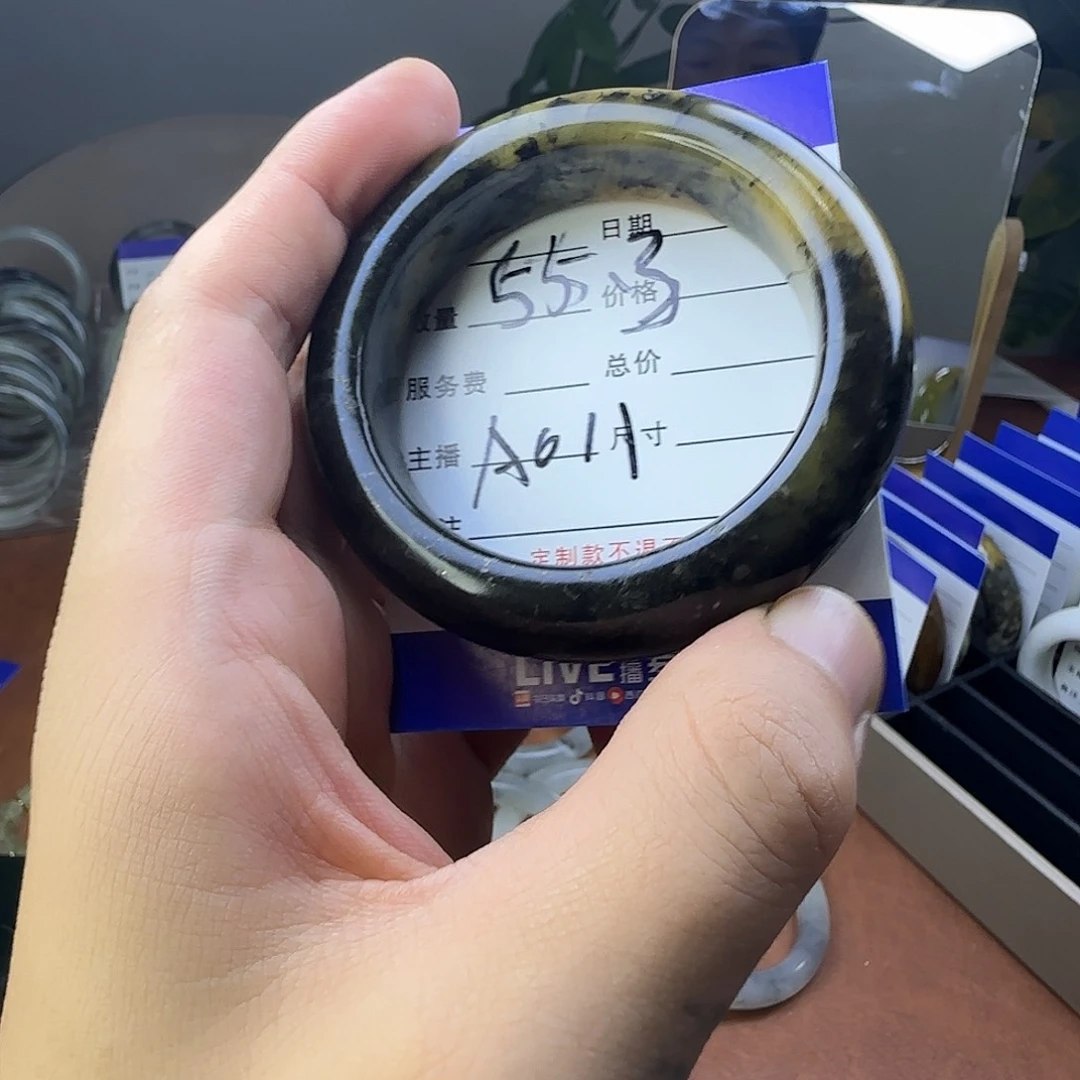 日期
55.3
数量 价格
服务费 总价
主播 A011 尺寸
定制款不退
LIVE 播